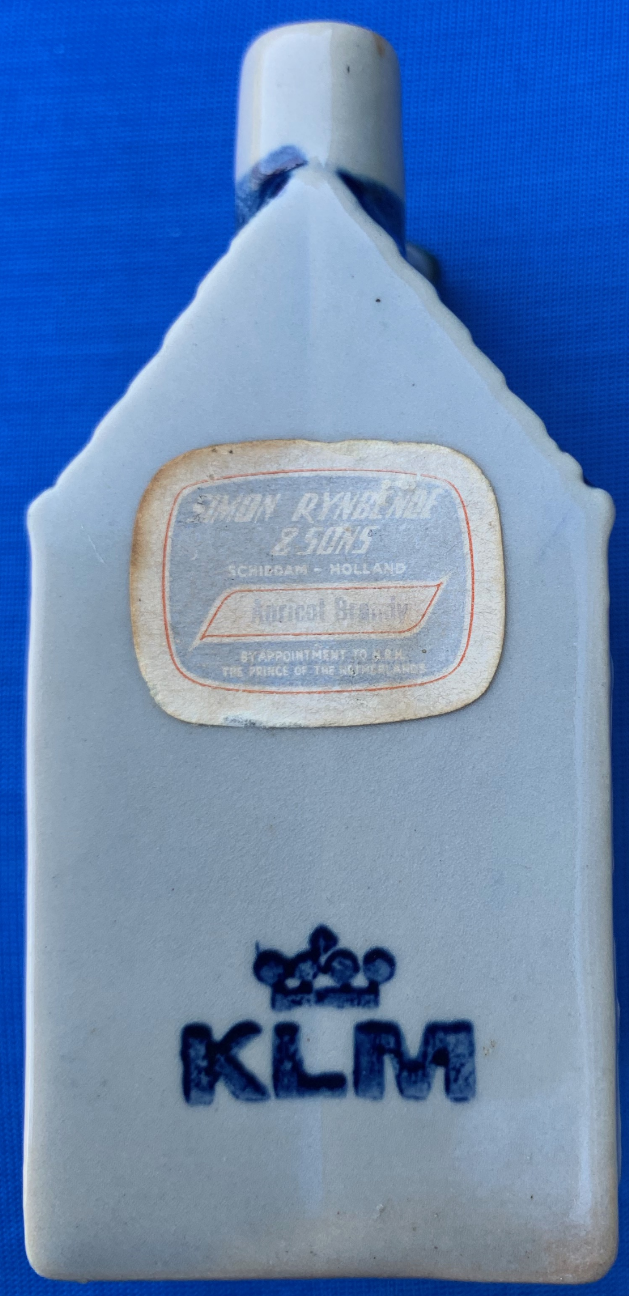 SIMON RYNBENDE
& SONS
SCHIEDAM - HOLLAND
Apricot Brandy
BY APPOINTMENT TO H.R.H.
THE PRINCE OF THE NETHERLANDS
KLM